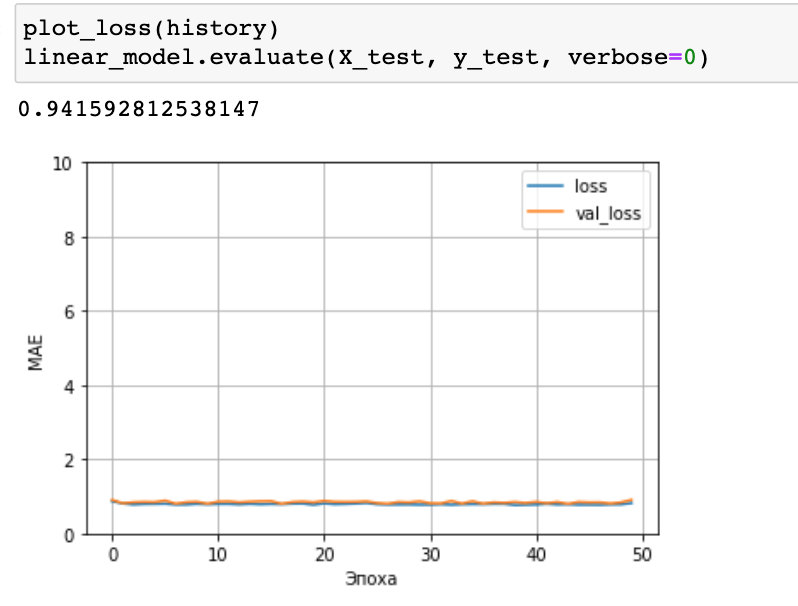 plot_loss(history)
linear_model.evaluate(X_test, y_test, verbose=0)
0.941592812538147
10
8
6
4
2
0
MAE
loss
val_loss
0 10 20 30 40 50
Эпоха